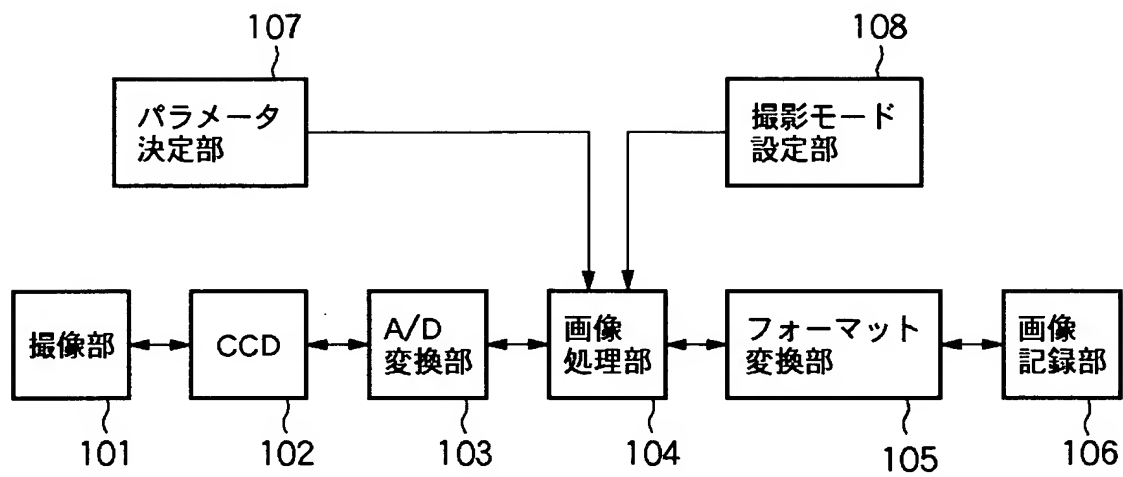 107
108
パラメータ
決定部
撮影モード
設定部
撮像部
CCD
A/D
変換部
画像
処理部
フォーマット
変換部
画像
記録部
101
102
103
104
105
106